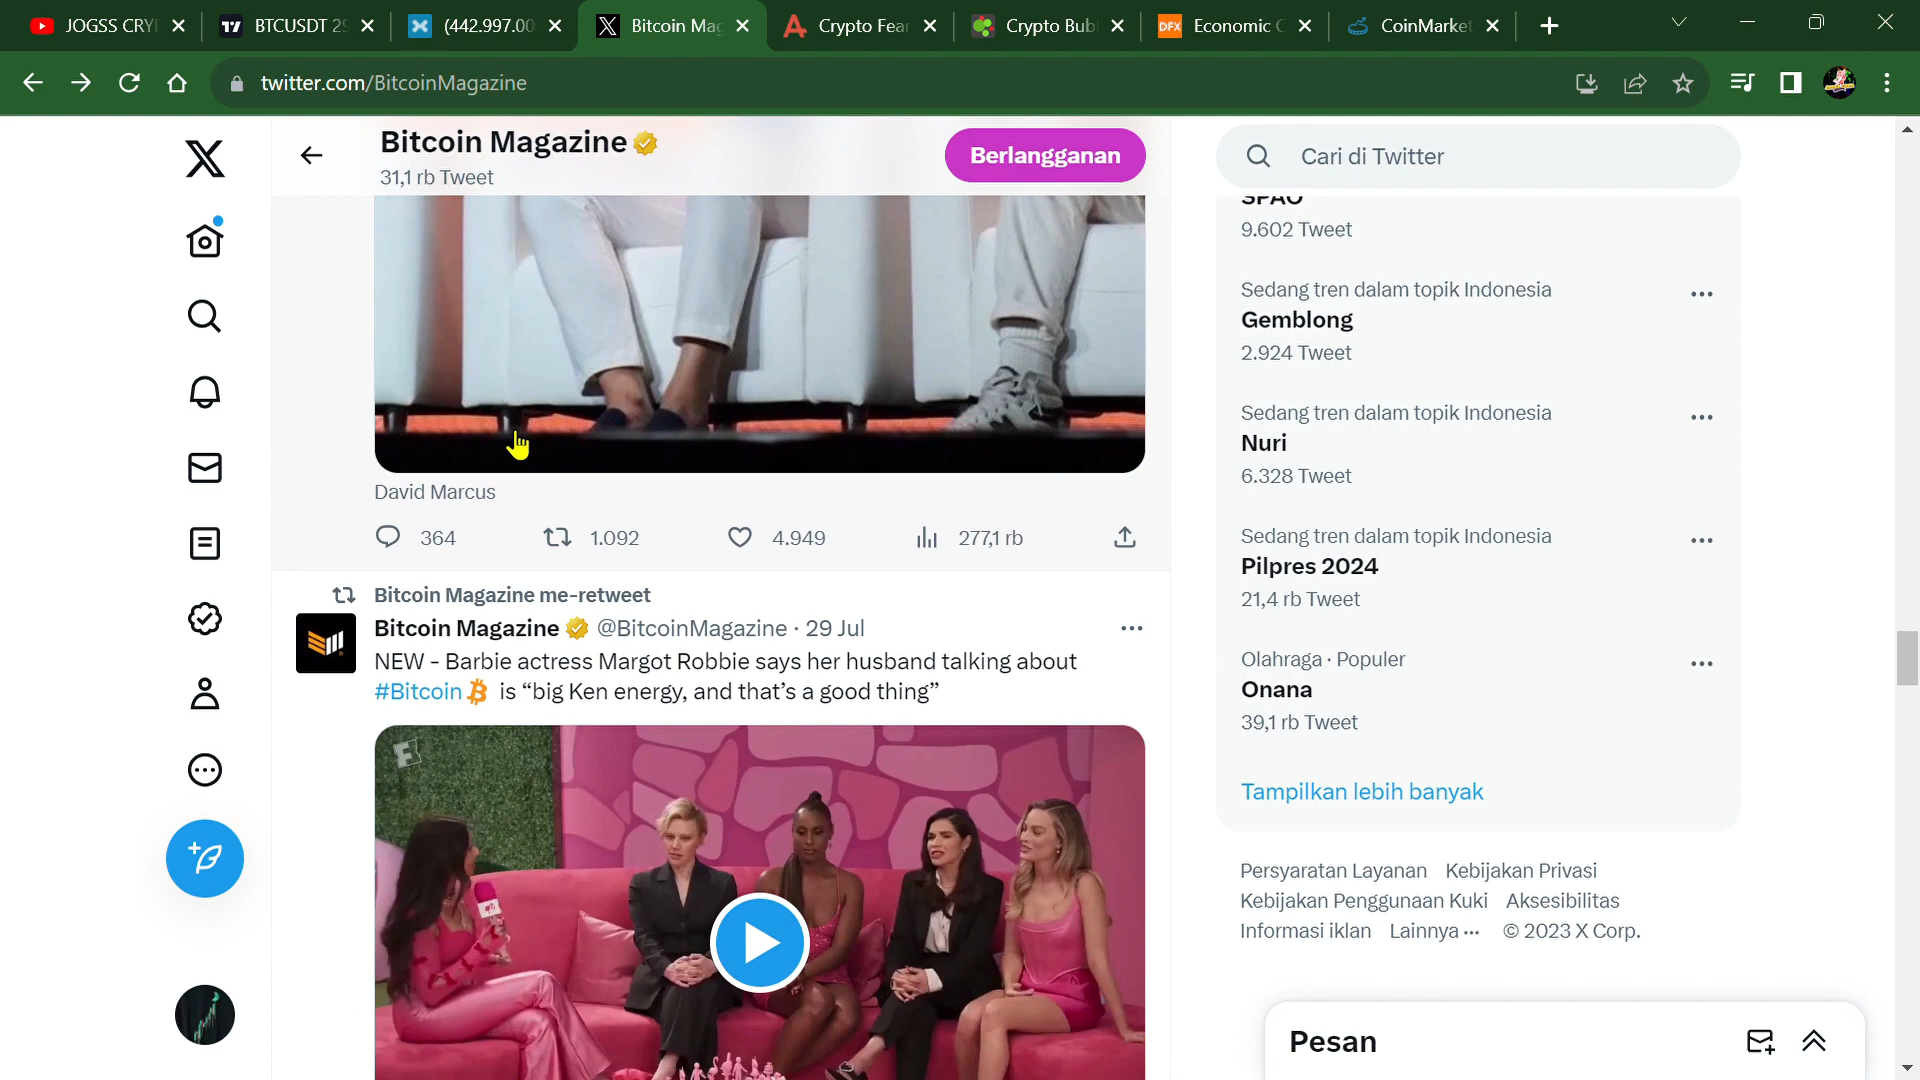 JOGSS CRY
BTCUSDT 29
(442.997.00
Bitcoin Mag
Crypto Fear
Crypto Bub
DFX
Economic C
CoinMarket
twitter.com/BitcoinMagazine
Bitcoin Magazine
31,1 rb Tweet
Berlangganan
Cari di Twitter
SPAO
9.602 Tweet
Sedang tren dalam topik Indonesia
Gemblong
2.924 Tweet
Sedang tren dalam topik Indonesia
Nuri
6.328 Tweet
Sedang tren dalam topik Indonesia
Pilpres 2024
21,4 rb Tweet
Olahraga · Populer
Onana
39,1 rb Tweet
Tampilkan lebih banyak
Persyaratan Layanan Kebijakan Privasi
Kebijakan Penggunaan Kuki Aksesibilitas
Informasi iklan Lainnya ··· © 2023 X Corp.
David Marcus
364 1.092 4.949 277,1 rb
Bitcoin Magazine me-retweet
Bitcoin Magazine @BitcoinMagazine · 29 Jul
NEW - Barbie actress Margot Robbie says her husband talking about
#Bitcoin is “big Ken energy, and that’s a good thing”
Pesan